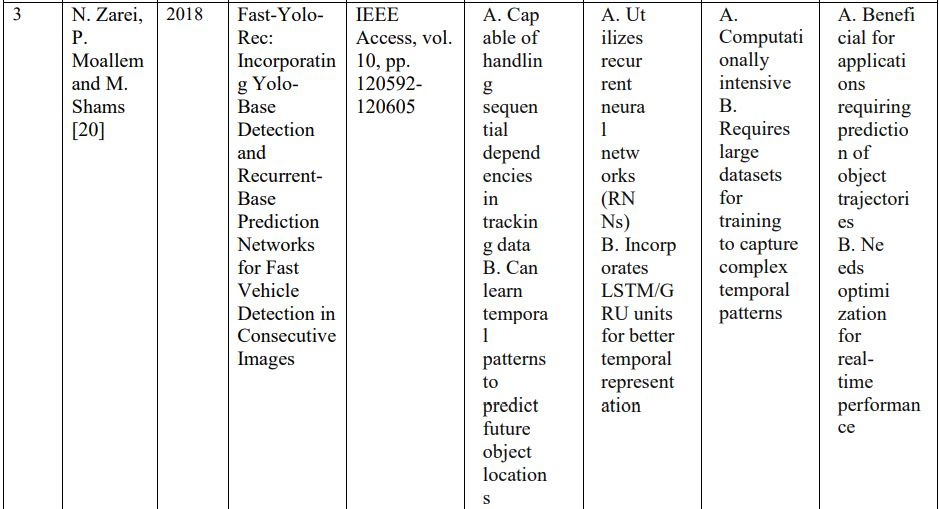 3
N. Zarei,
P.
Moallem
and M.
Shams
[20]
2018
Fast-Yolo-
Rec:
Incorporatin
g Yolo-
Base
Detection
and
Recurrent-
Base
Prediction
Networks
for Fast
Vehicle
Detection in
Consecutive
Images
IEEE
Access, vol.
10, pp.
120592-
120605
A. Cap
able of
handlin
g
sequen
tial
depend
encies
in
trackin
g data
B. Can
learn
tempora
l
patterns
to
predict
future
object
location
s
A. Ut
ilizes
recur
rent
neura
l
netw
orks
(RN
Ns)
B. Incorp
orates
LSTM/G
RU units
for better
temporal
represent
ation
A.
Computati
onally
intensive
B.
Requires
large
datasets
for
training
to capture
complex
temporal
patterns
A. Benefi
cial for
applicati
ons
requiring
predictio
n of
object
trajectori
es
B. Ne
eds
optimi
zation
for
real-
time
performan
ce